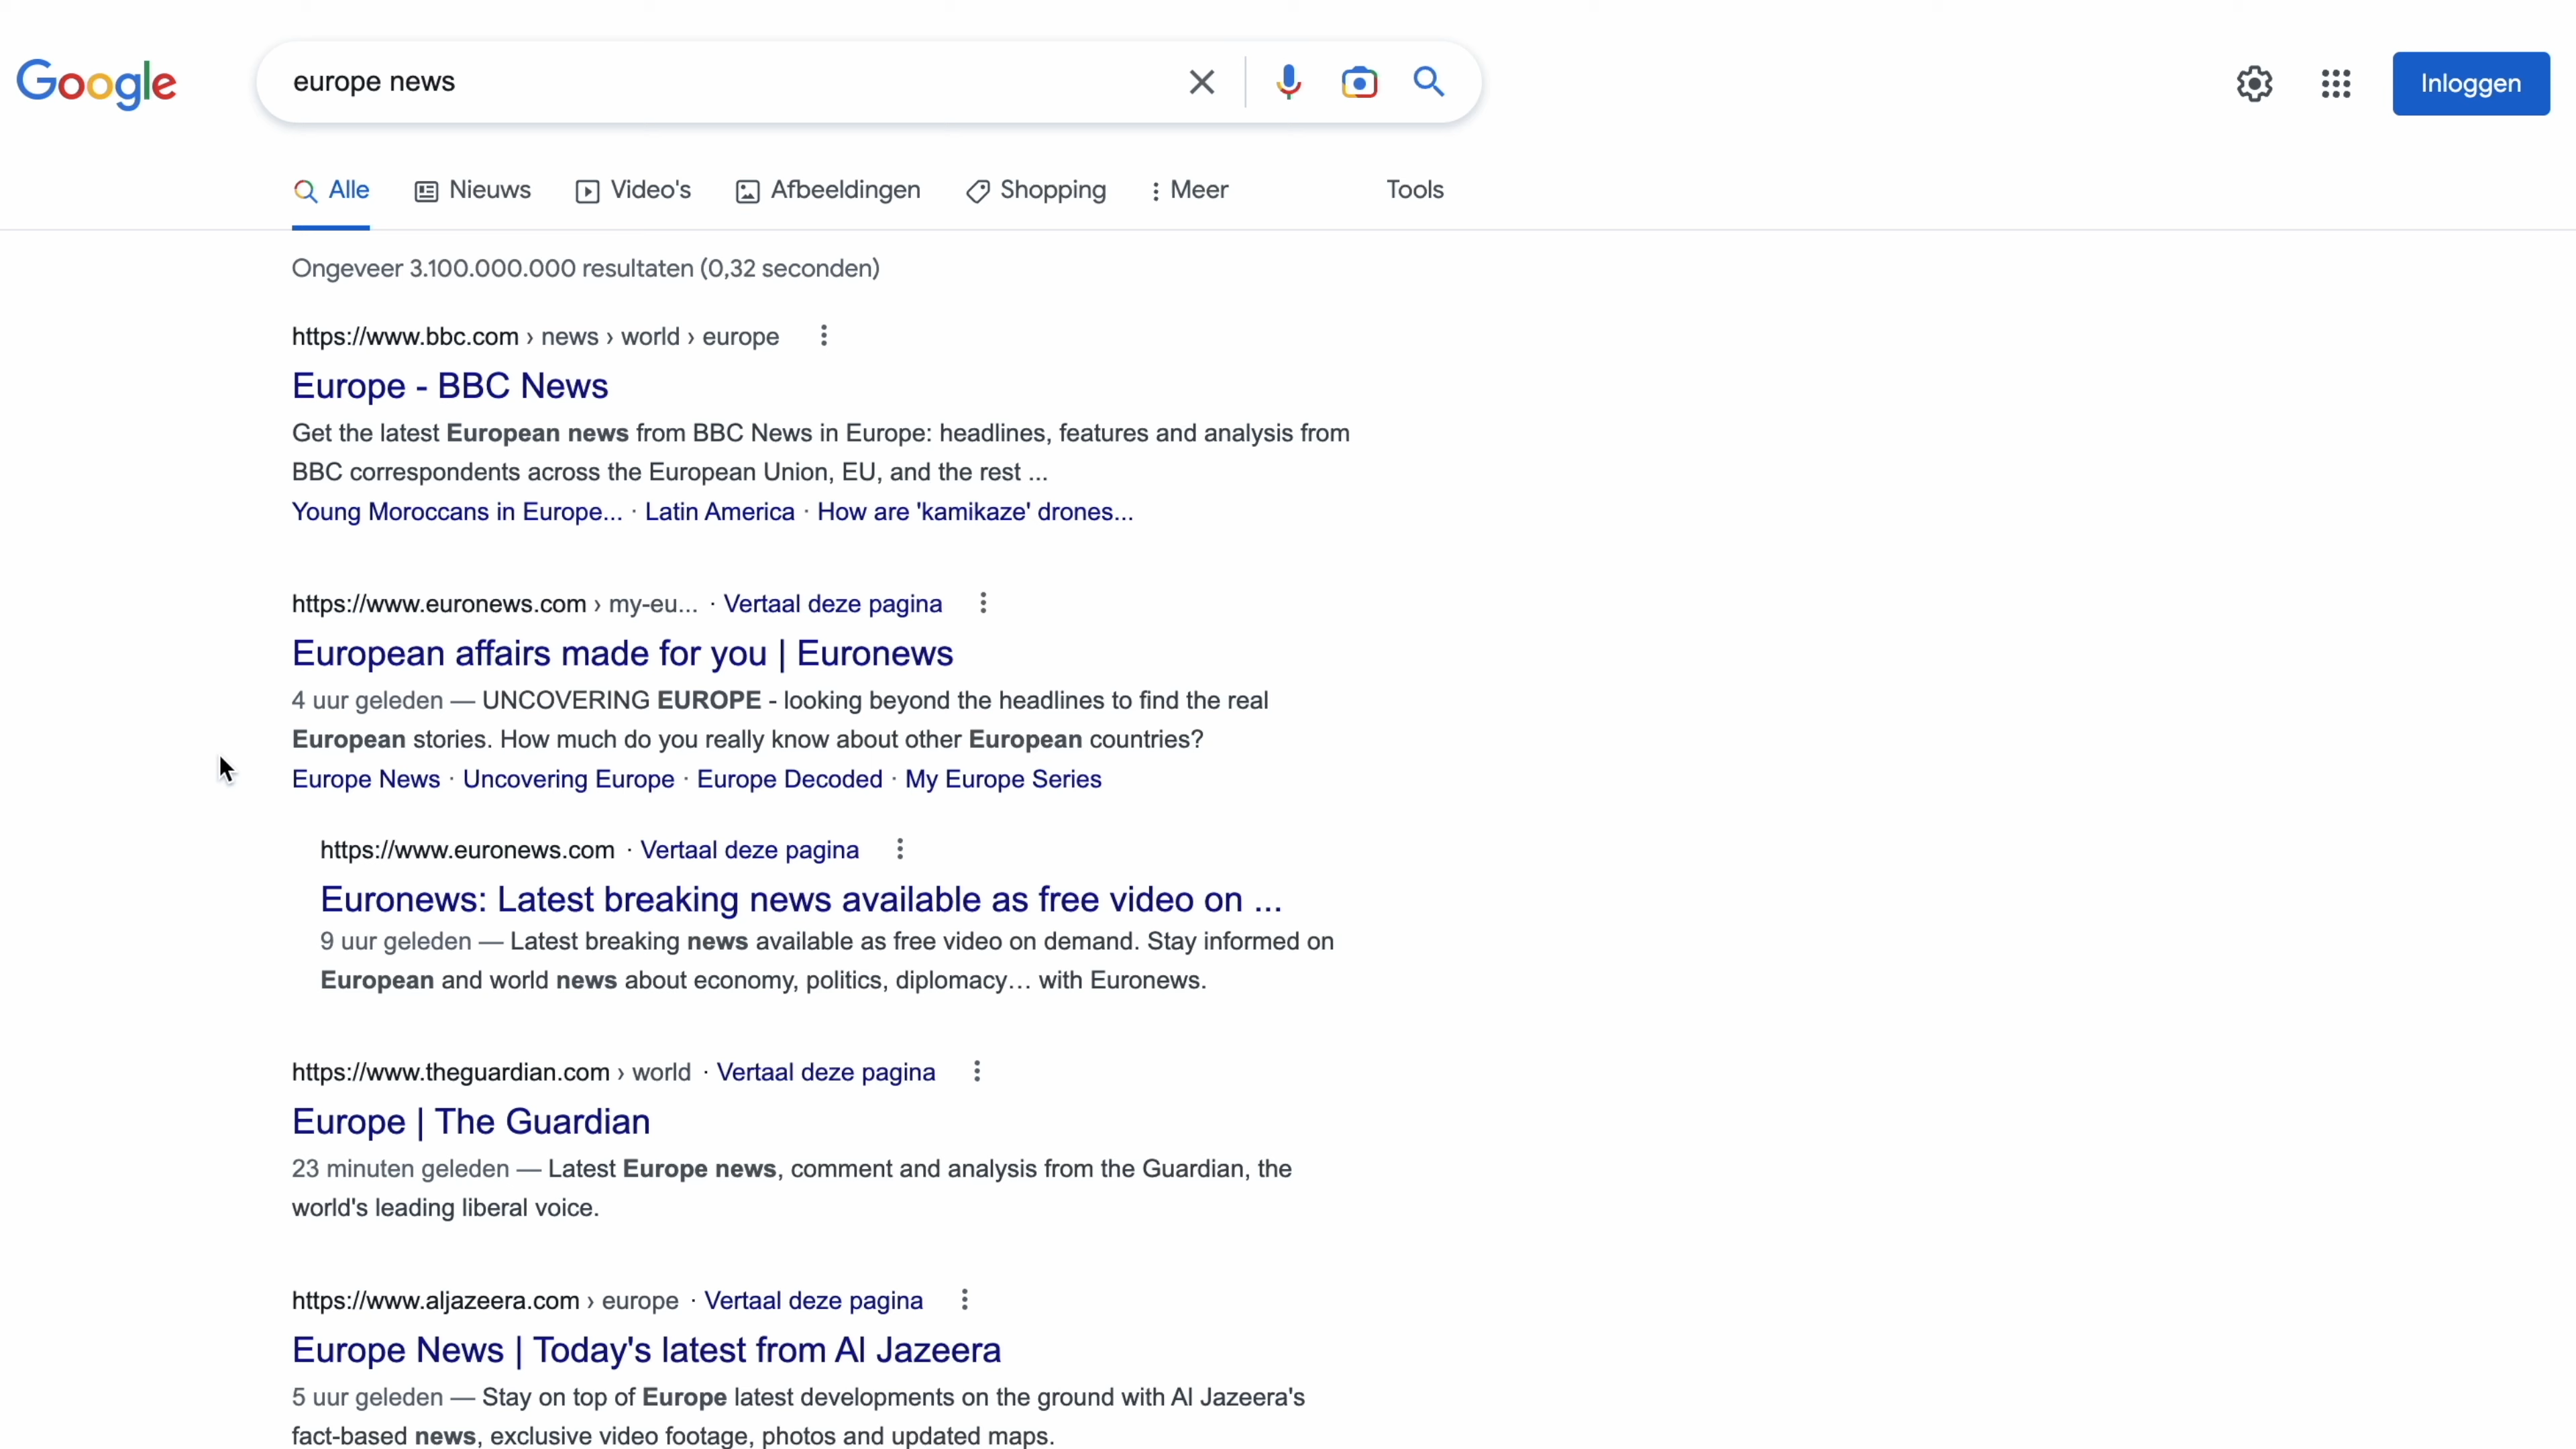 Google
europe news
Inloggen
Alle Nieuws Video's Afbeeldingen Shopping Meer Tools
Ongeveer 3.100.000.000 resultaten (0,32 seconden)
https://www.bbc.com › news › world › europe
Europe - BBC News
Get the latest European news from BBC News in Europe: headlines, features and analysis from
BBC correspondents across the European Union, EU, and the rest ...
Young Moroccans in Europe... · Latin America · How are 'kamikaze' drones...
https://www.euronews.com › my-eu... · Vertaal deze pagina
European affairs made for you | Euronews
4 uur geleden — UNCOVERING EUROPE - looking beyond the headlines to find the real
European stories. How much do you really know about other European countries?
Europe News · Uncovering Europe · Europe Decoded · My Europe Series
https://www.euronews.com · Vertaal deze pagina
Euronews: Latest breaking news available as free video on ...
9 uur geleden — Latest breaking news available as free video on demand. Stay informed on
European and world news about economy, politics, diplomacy… with Euronews.
https://www.theguardian.com › world · Vertaal deze pagina
Europe | The Guardian
23 minuten geleden — Latest Europe news, comment and analysis from the Guardian, the
world's leading liberal voice.
https://www.aljazeera.com › europe · Vertaal deze pagina
Europe News | Today's latest from Al Jazeera
5 uur geleden — Stay on top of Europe latest developments on the ground with Al Jazeera's
fact-based news, exclusive video footage, photos and updated maps.